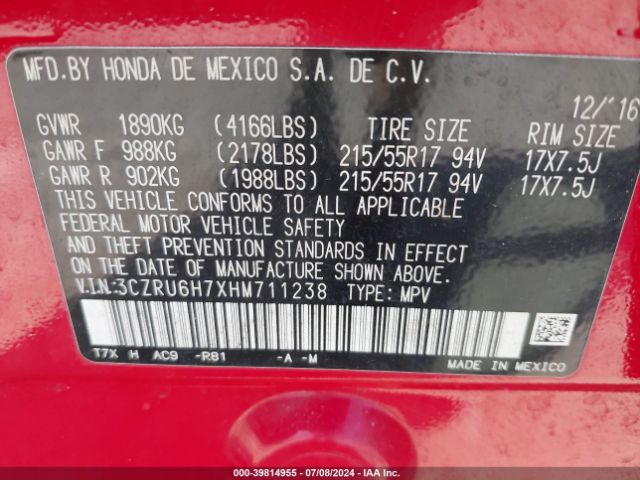 MFD.BY HONDA DE MEXICO S.A. DE C.V.
12/'16
GVWR 1890KG (4166LBS) TIRE SIZE RIM SIZE
GAWR F 988KG (2178LBS) 215/55R17 94V 17X7.5J
GAWR R 902KG (1988LBS) 215/55R17 94V 17X7.5J
THIS VEHICLE CONFORMS TO ALL APPLICABLE
FEDERAL MOTOR VEHICLE SAFETY
AND THEFT PREVENTION STANDARDS IN EFFECT
ON THE DATE OF MANUFACTURE SHOWN ABOVE.
V.I.N:3CZRU6H7XHM711238 TYPE: MPV
T7X H AC9 -R81 -A -M
MADE IN MEXICO
000-39814955 - 07/08/2024 - IAAI.com